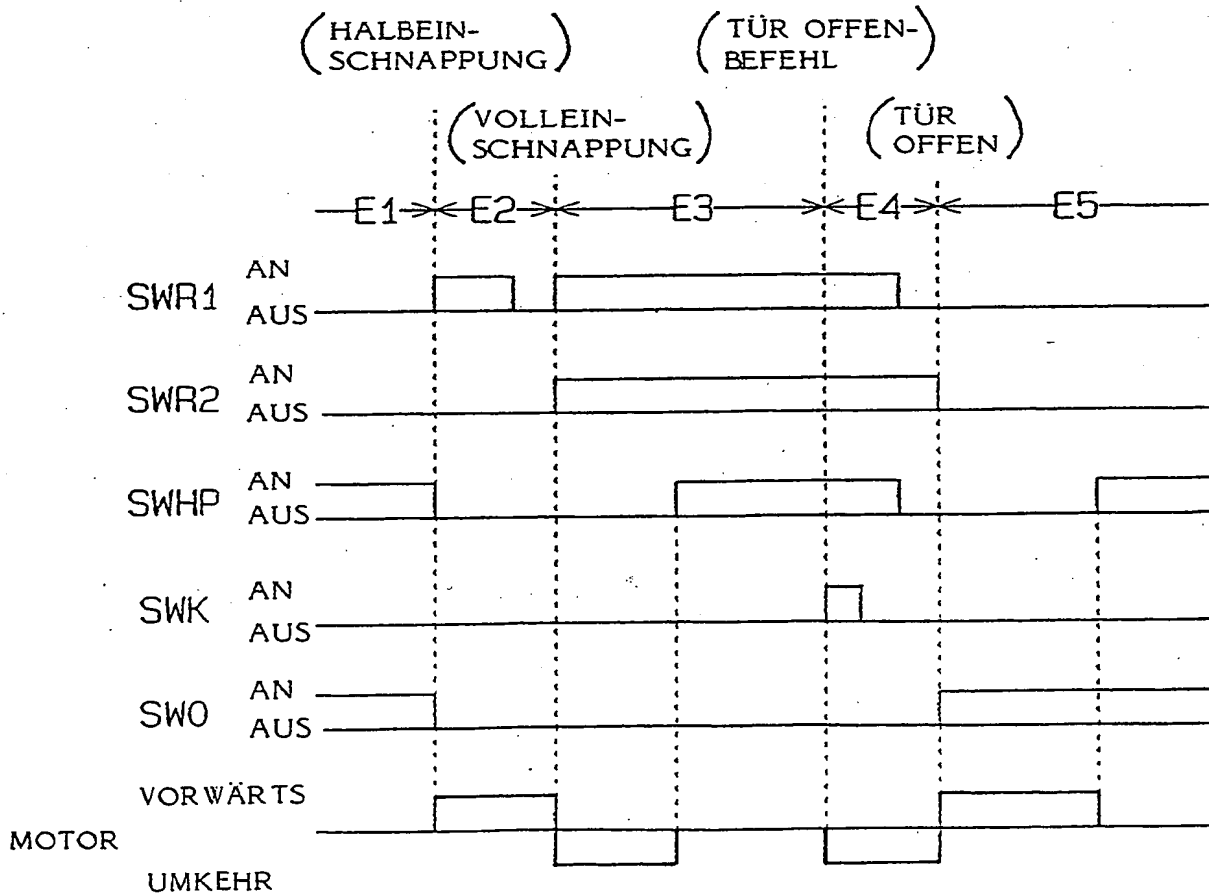 (HALBEIN-
SCHNAPPUNG)
(TÜR OFFEN-
BEFEHL)
(VOLLEIN-
SCHNAPPUNG)
(TÜR
OFFEN)
E1 E2 E3 E4 E5
SWR1 AN
AUS
SWR2 AN
AUS
SWHP AN
AUS
SWK AN
AUS
SWO AN
AUS
VORWÄRTS
MOTOR
UMKEHR